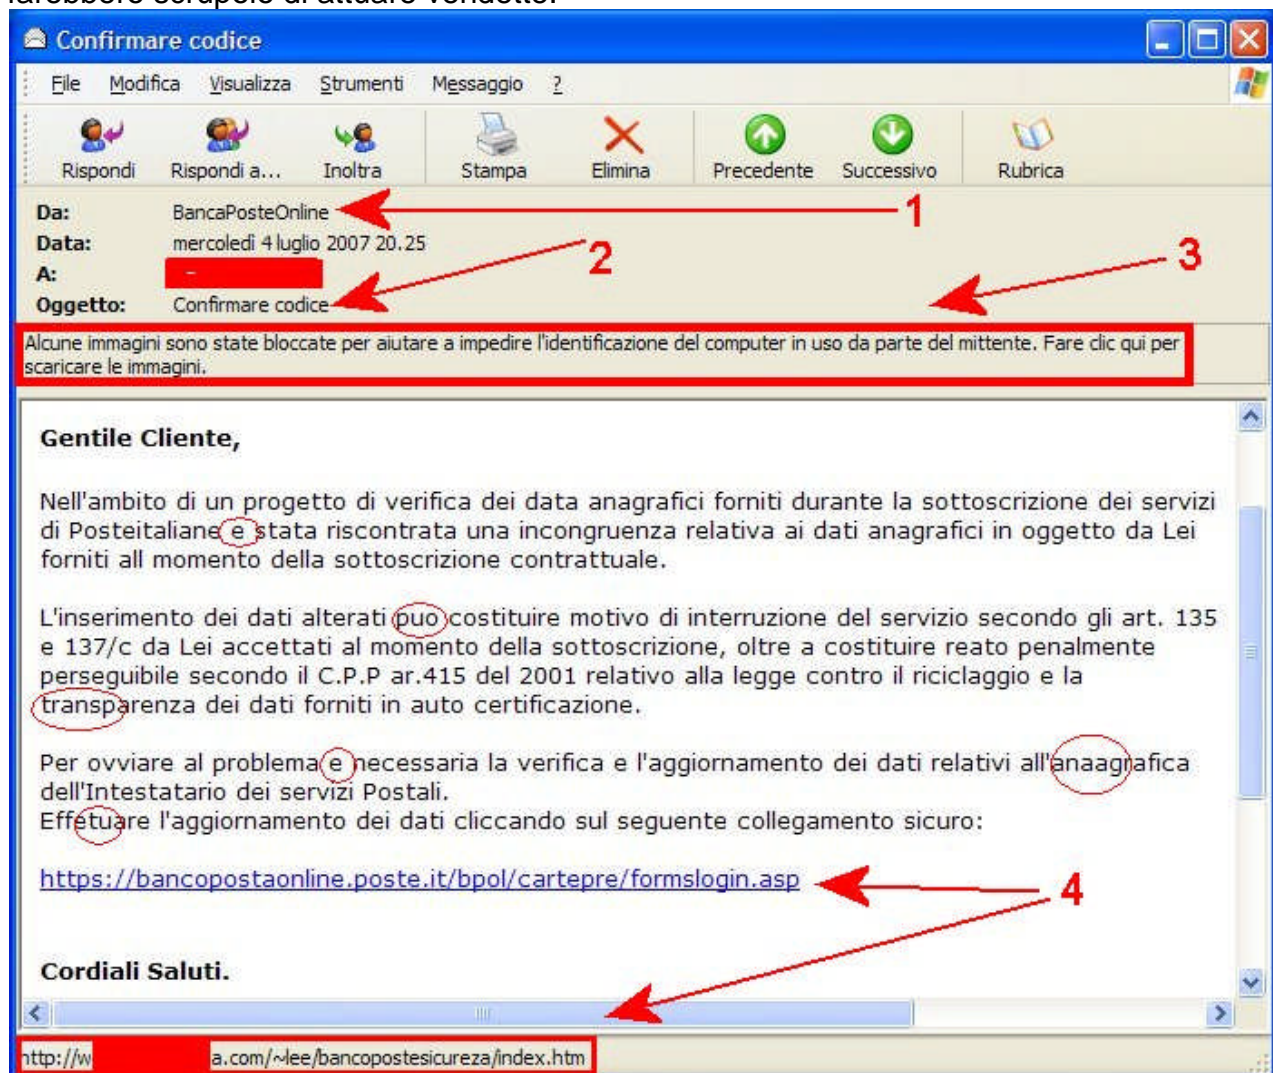 Confirmare codice
File Modifica Visualizza Strumenti Messaggio ?
Rispondi Rispondi a... Inoltra Stampa Elimina Precedente Successivo Rubrica
Da: BancaPosteOnline 1
Data: mercoledì 4 luglio 2007 20.25
2 3
A:
Oggetto: Confirmare codice
Alcune immagini sono state bloccate per aiutare a impedire l'identificazione del computer in uso da parte del mittente. Fare clic qui per
scaricare le immagini.
Gentile Cliente,
Nell'ambito di un progetto di verifica dei data anagrafici forniti durante la sottoscrizione dei servizi
di Posteitaliane e stata riscontrata una incongruenza relativa ai dati anagrafici in oggetto da Lei
forniti all momento della sottoscrizione contrattuale.
L'inserimento dei dati alterati puo costituire motivo di interruzione del servizio secondo gli art. 135
e 137/c da Lei accettati al momento della sottoscrizione, oltre a costituire reato penalmente
perseguibile secondo il C.P.P ar.415 del 2001 relativo alla legge contro il riciclaggio e la
transparenza dei dati forniti in auto certificazione.
Per ovviare al problema e necessaria la verifica e l'aggiornamento dei dati relativi all'anaagrafica
dell'Intestatario dei servizi Postali.
Effetuare l'aggiornamento dei dati cliccando sul seguente collegamento sicuro:
https://bancopostaonline.poste.it/bpol/cartepre/formslogin.asp
4
Cordiali Saluti.
http://w a.com/~lee/bancopostesicureza/index.htm